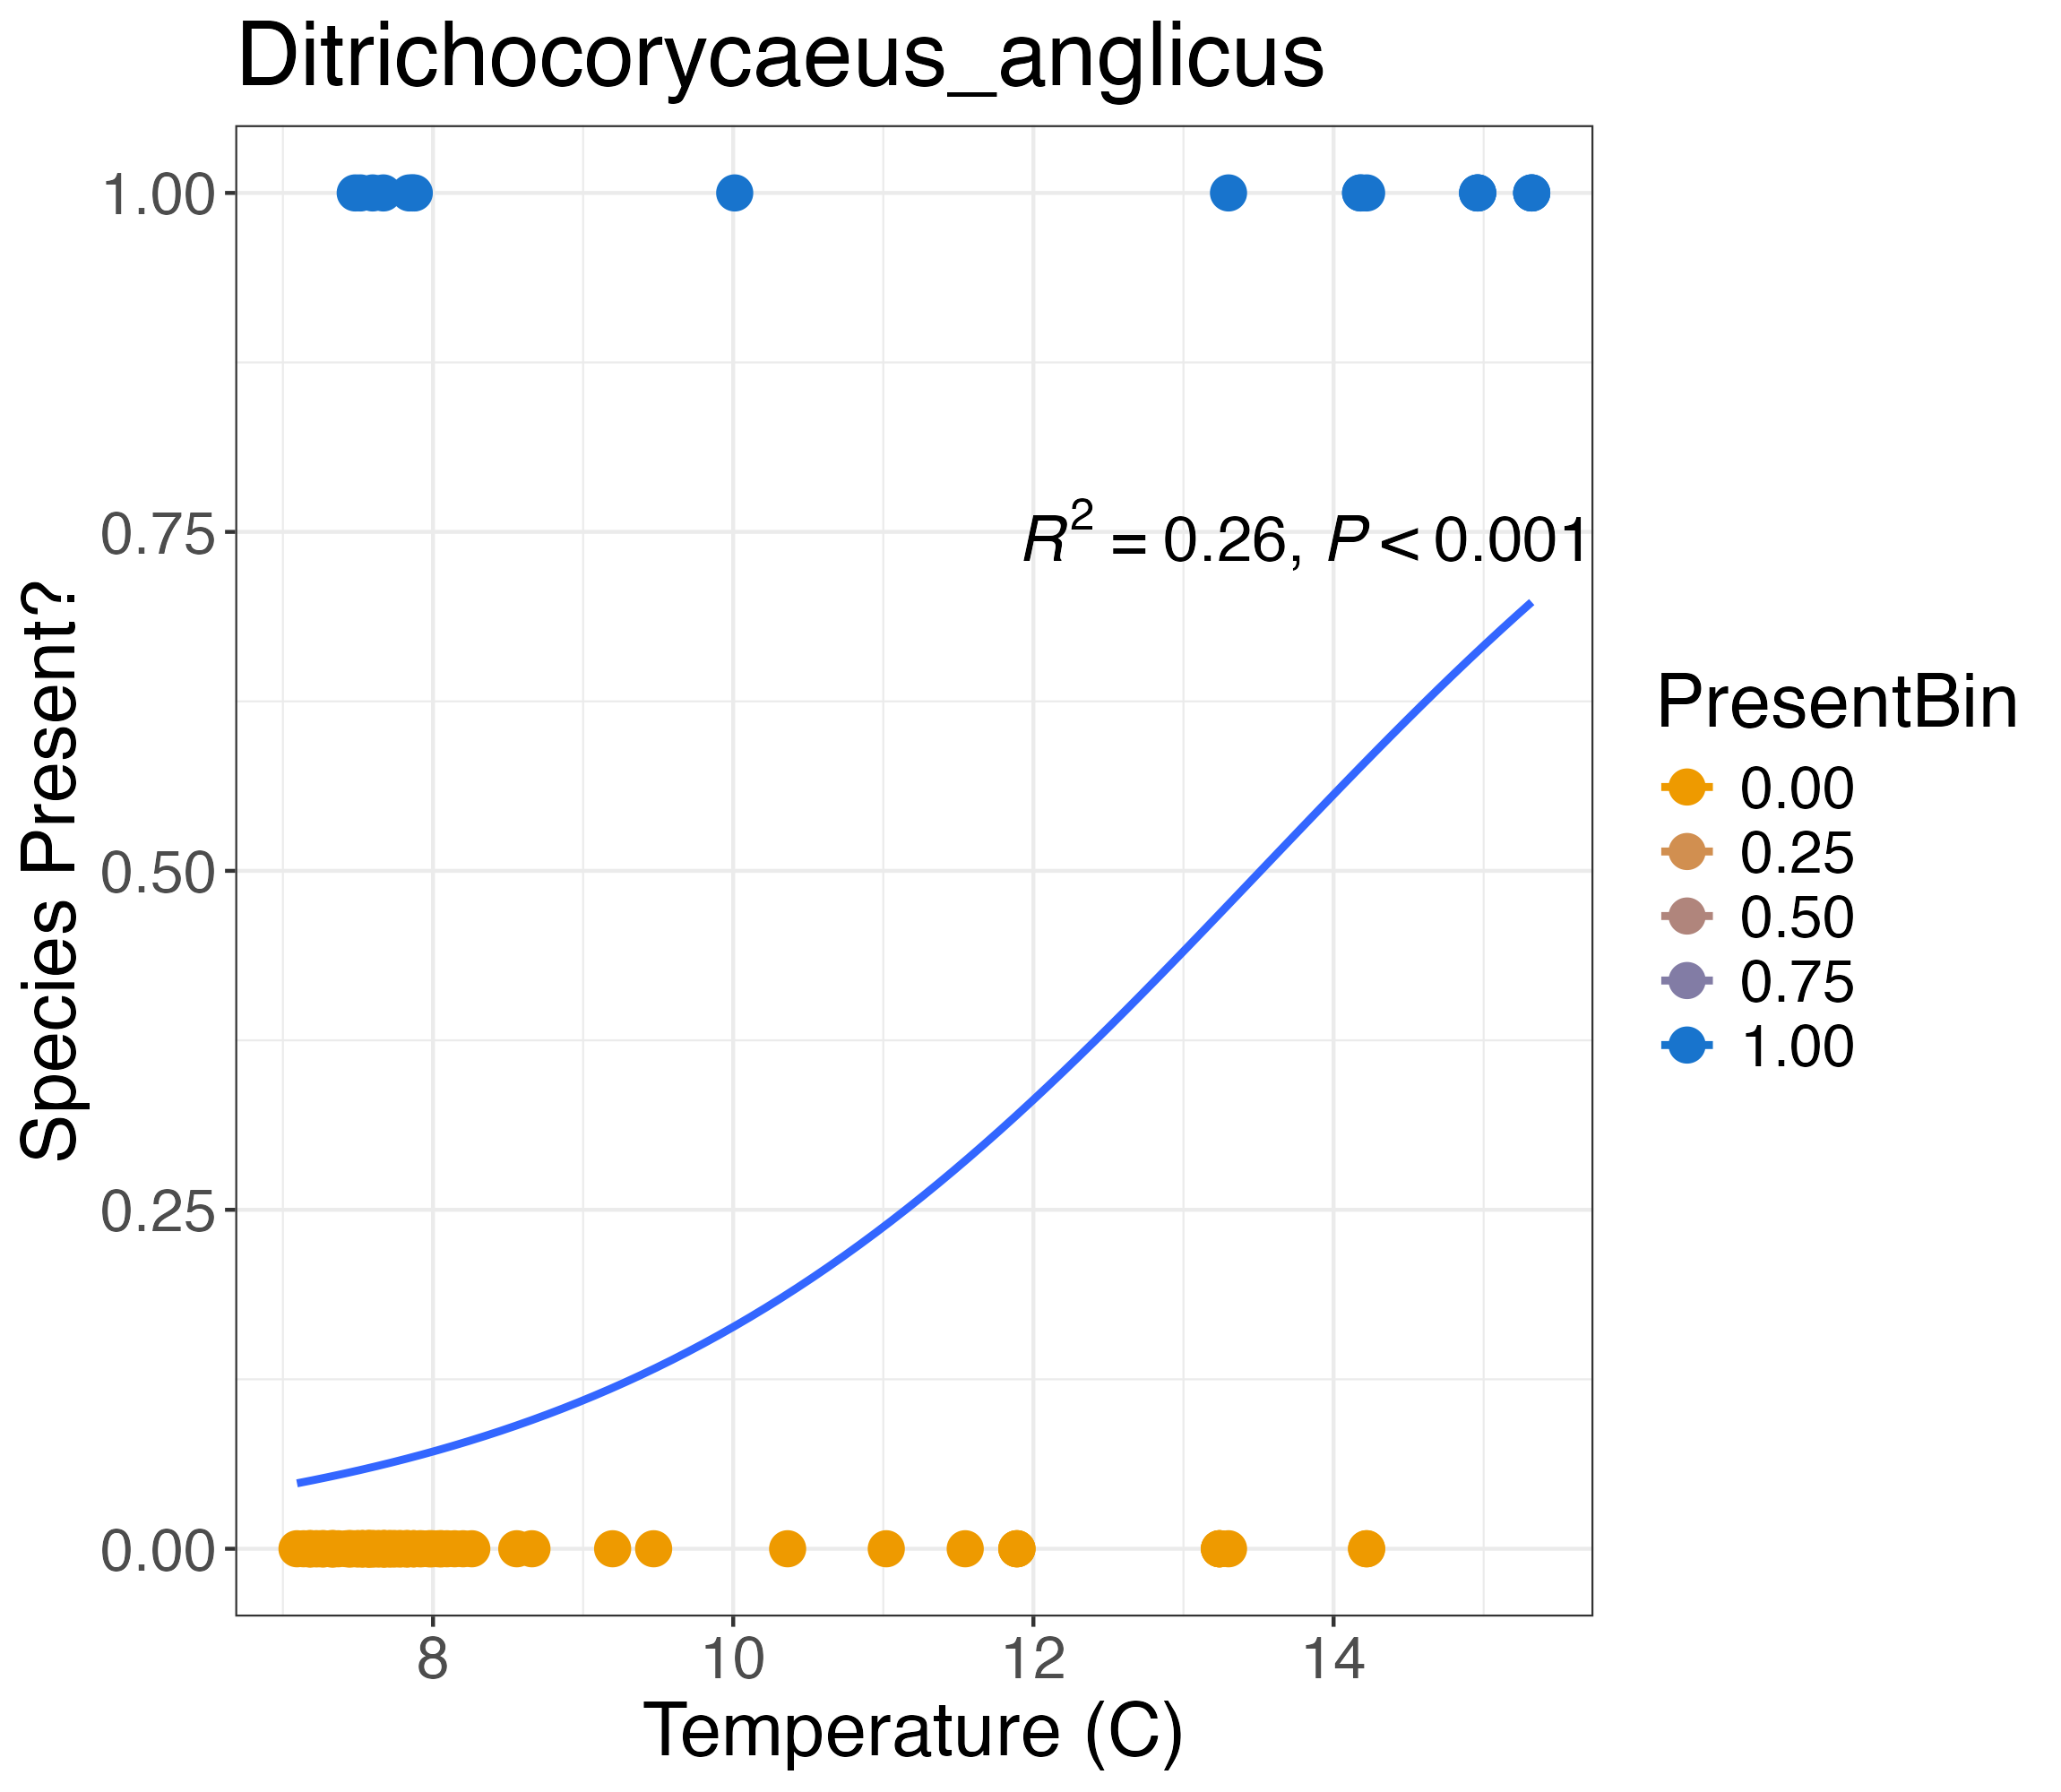 Ditrichocorycaeus_anglicus
1.00
0.75
0.50
0.25
0.00
Species Present?
R² = 0.26, P < 0.001
8 10 12 14
Temperature (C)
PresentBin
0.00
0.25
0.50
0.75
1.00